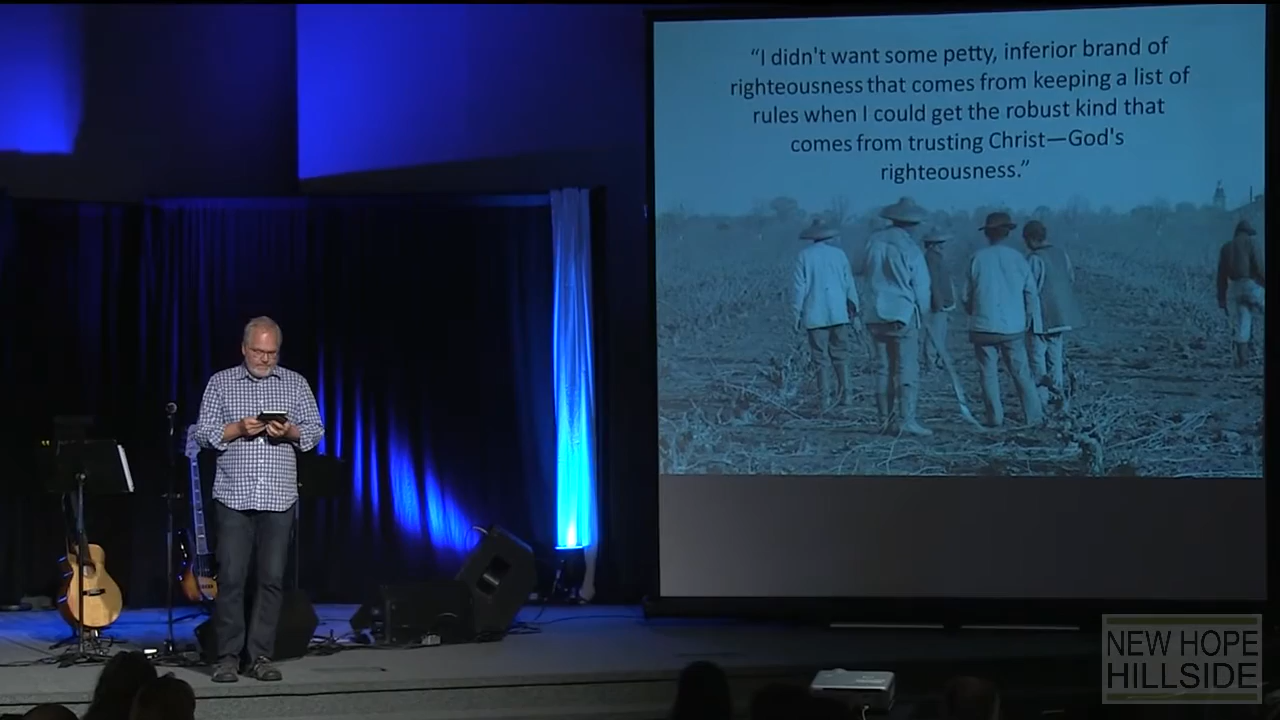 “I didn't want some petty, inferior brand of
righteousness that comes from keeping a list of
rules when I could get the robust kind that
comes from trusting Christ—God's
righteousness.”
NEW HOPE
HILLSIDE